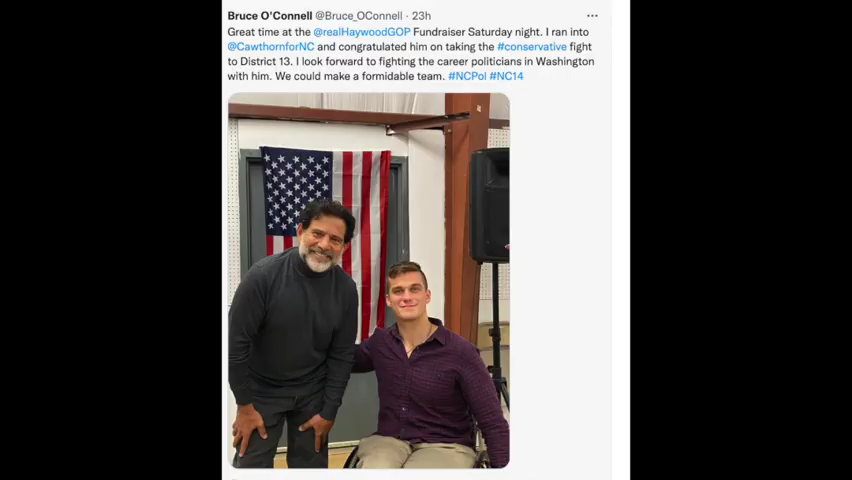 Bruce O'Connell @Bruce_OConnell · 23h
Great time at the @realHaywoodGOP Fundraiser Saturday night. I ran into
@CawthornforNC and congratulated him on taking the #conservative fight
to District 13. I look forward to fighting the career politicians in Washington
with him. We could make a formidable team. #NCPol #NC14